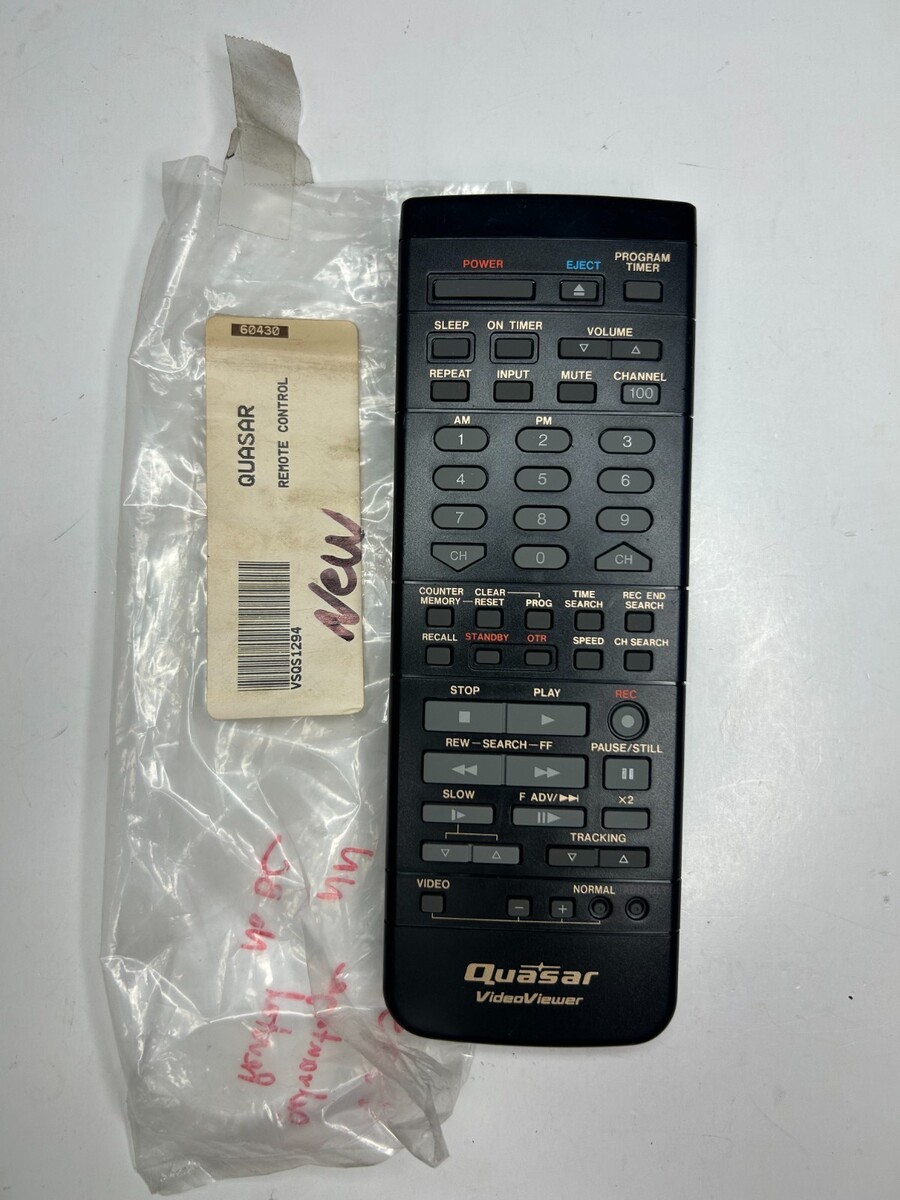 60430
QUASAR
REMOTE CONTROL
VSQS1294
New
POWER EJECT PROGRAM TIMER
SLEEP ON TIMER VOLUME
REPEAT INPUT MUTE CHANNEL
100
AM PM
1 2 3
4 5 6
7 8 9
CH 0 CH
COUNTER MEMORY CLEAR RESET PROG TIME SEARCH REC END SEARCH
RECALL STANDBY OTR SPEED CH SEARCH
STOP PLAY REC
REW-SEARCH-FF PAUSE/STILL
SLOW F ADV/ X2
TRACKING
VIDEO - + NORMAL
Quasar
VideoViewer